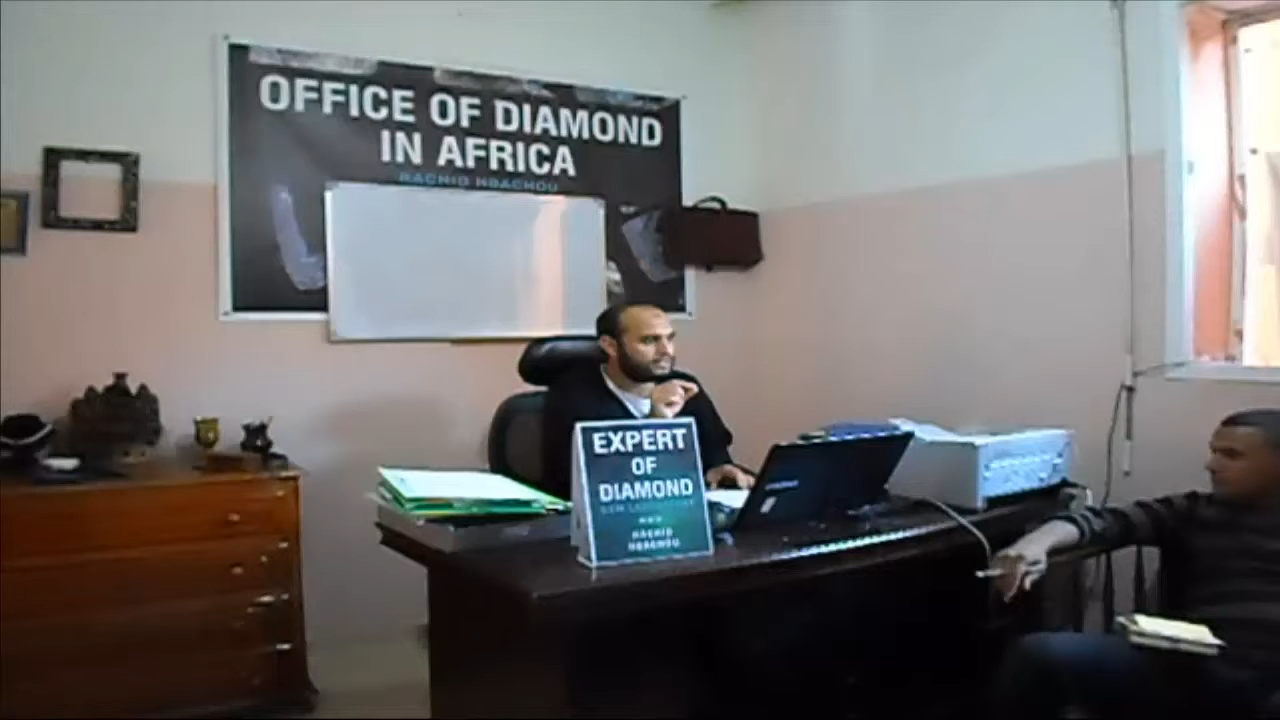 OFFICE OF DIAMOND
IN AFRICA
RACHID NBACHOU
EXPERT
OF
DIAMOND
RACHID
NBACHOU